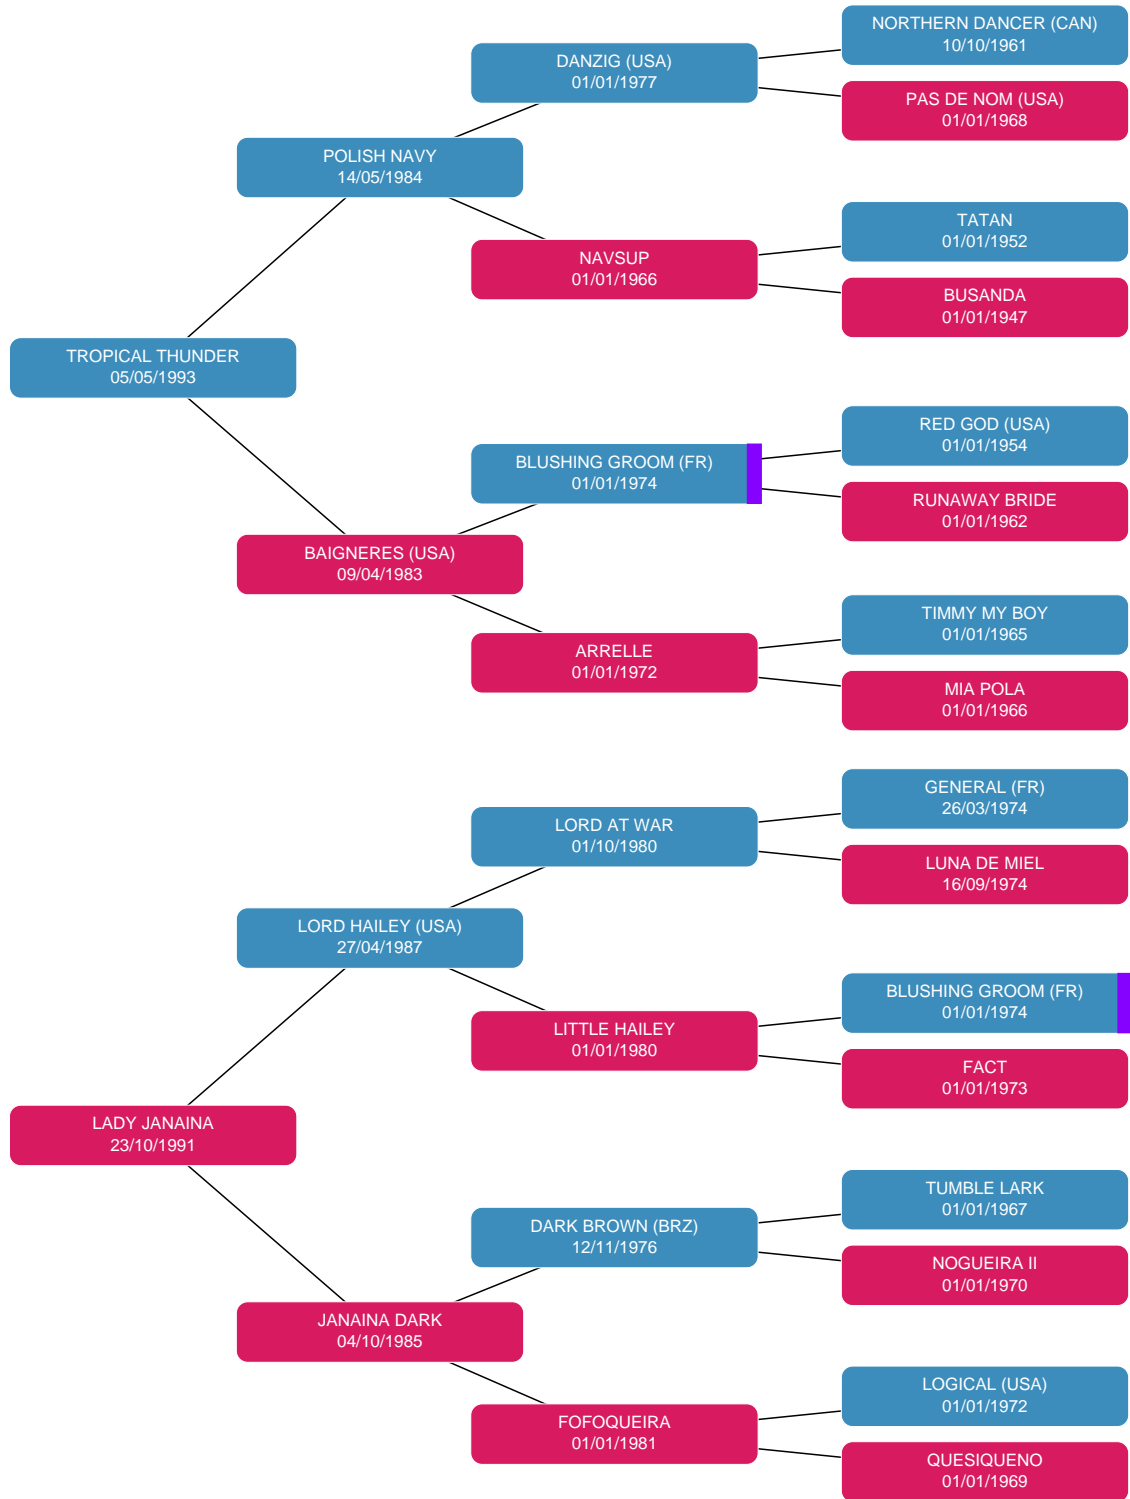 NORTHERN DANCER (CAN)
10/10/1961
DANZIG (USA)
01/01/1977
PAS DE NOM (USA)
01/01/1968
POLISH NAVY
14/05/1984
TATAN
01/01/1952
NAVSUP
01/01/1966
BUSANDA
01/01/1947
TROPICAL THUNDER
05/05/1993
RED GOD (USA)
01/01/1954
BLUSHING GROOM (FR)
01/01/1974
RUNAWAY BRIDE
01/01/1962
BAIGNERES (USA)
09/04/1983
TIMMY MY BOY
01/01/1965
ARRELLE
01/01/1972
MIA POLA
01/01/1966
GENERAL (FR)
26/03/1974
LORD AT WAR
01/10/1980
LUNA DE MIEL
16/09/1974
LORD HAILEY (USA)
27/04/1987
BLUSHING GROOM (FR)
01/01/1974
LITTLE HAILEY
01/01/1980
FACT
01/01/1973
LADY JANAINA
23/10/1991
TUMBLE LARK
01/01/1967
DARK BROWN (BRZ)
12/11/1976
NOGUEIRA II
01/01/1970
JANAINA DARK
04/10/1985
LOGICAL (USA)
01/01/1972
FOFOQUEIRA
01/01/1981
QUESIQUENO
01/01/1969